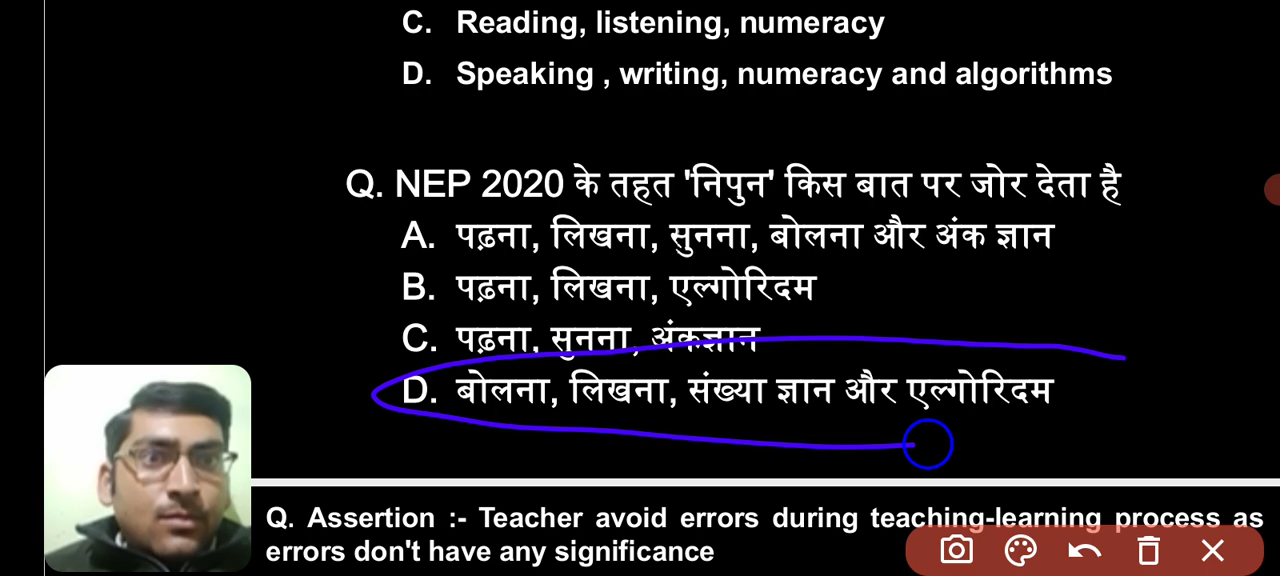 C. Reading, listening, numeracy
D. Speaking , writing, numeracy and algorithms
Q. NEP 2020 के तहत 'निपुन' किस बात पर जोर देता है
A. पढ़ना, लिखना, सुनना, बोलना और अंक ज्ञान
B. पढ़ना, लिखना, एल्गोरिदम
C. पढ़ना, सुनना, अंकज्ञान
D. बोलना, लिखना, संख्या ज्ञान और एल्गोरिदम
Q. Assertion :- Teacher avoid errors during teaching-learning process as
errors don't have any significance